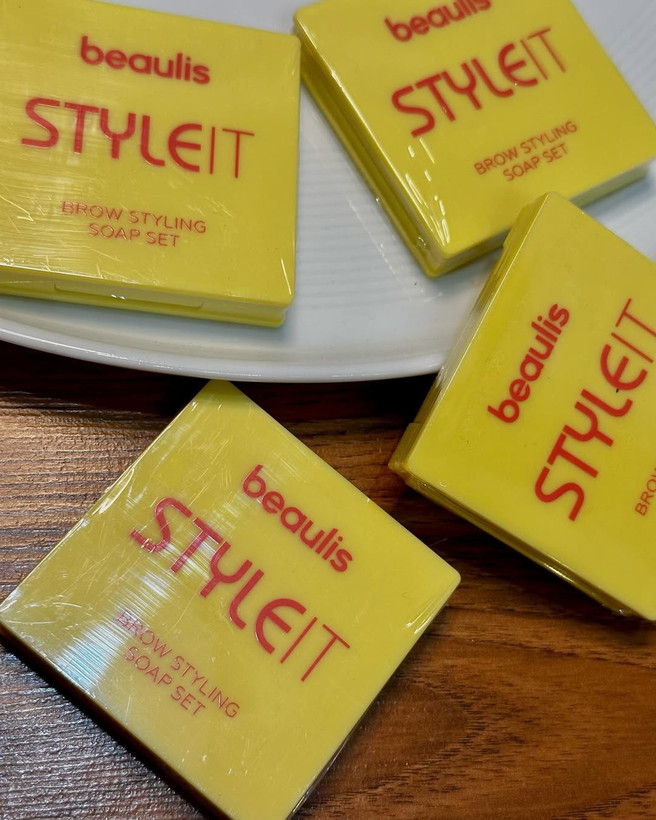 beaulis
STYLEIT
BROW STYLING
SOAP SET
beaulis
STYLEIT
BROW STYLING
SOAP SET
beaulis
STYLEIT
beaulis
STYLEIT
BROW STYLING
SOAP SET